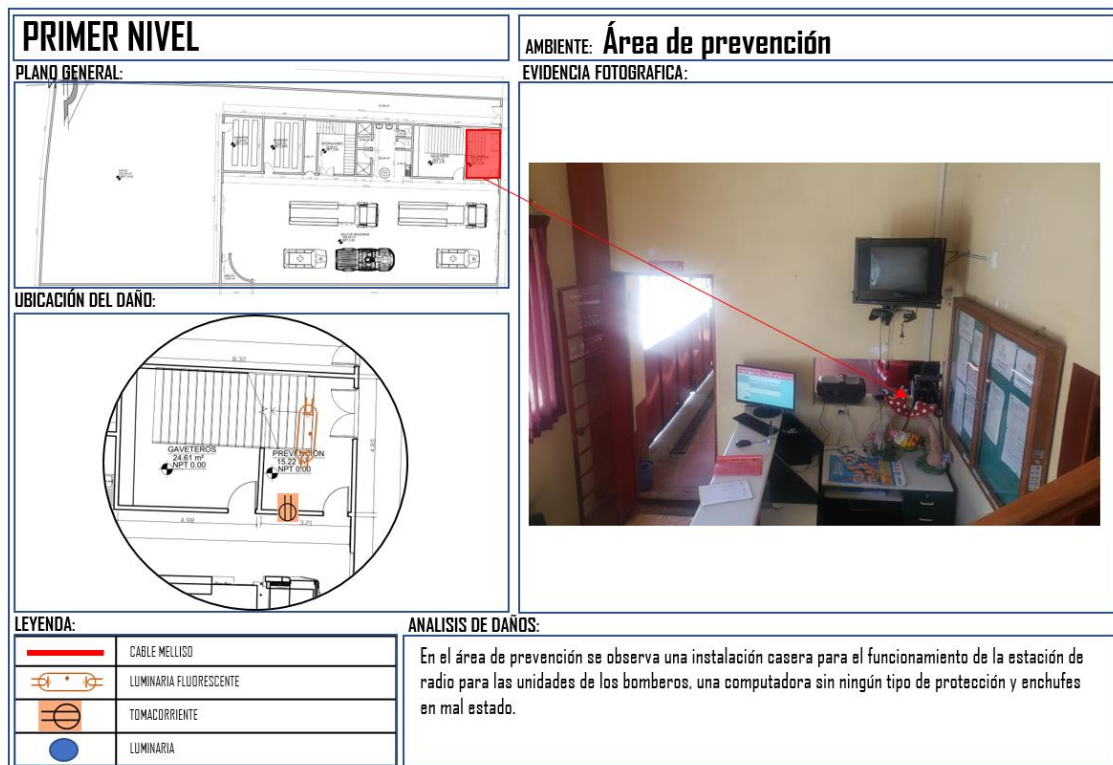 PRIMER NIVEL
AMBIENTE: Área de prevención
PLANO GENERAL:
EVIDENCIA FOTOGRAFICA:
UBICACIÓN DEL DAÑO:
8.30
GAVETEROS
24.61 m²
NPT 0.00
PREVENCIÓN
15.22 m²
NPT 0.00
4.95
4.98
3.21
LEYENDA:
CABLE MELLISO
LUMINARIA FLUORESCENTE
TOMACORRIENTE
LUMINARIA
ANALISIS DE DAÑOS:
En el área de prevención se observa una instalación casera para el funcionamiento de la estación de
radio para las unidades de los bomberos, una computadora sin ningún tipo de protección y enchufes
en mal estado.